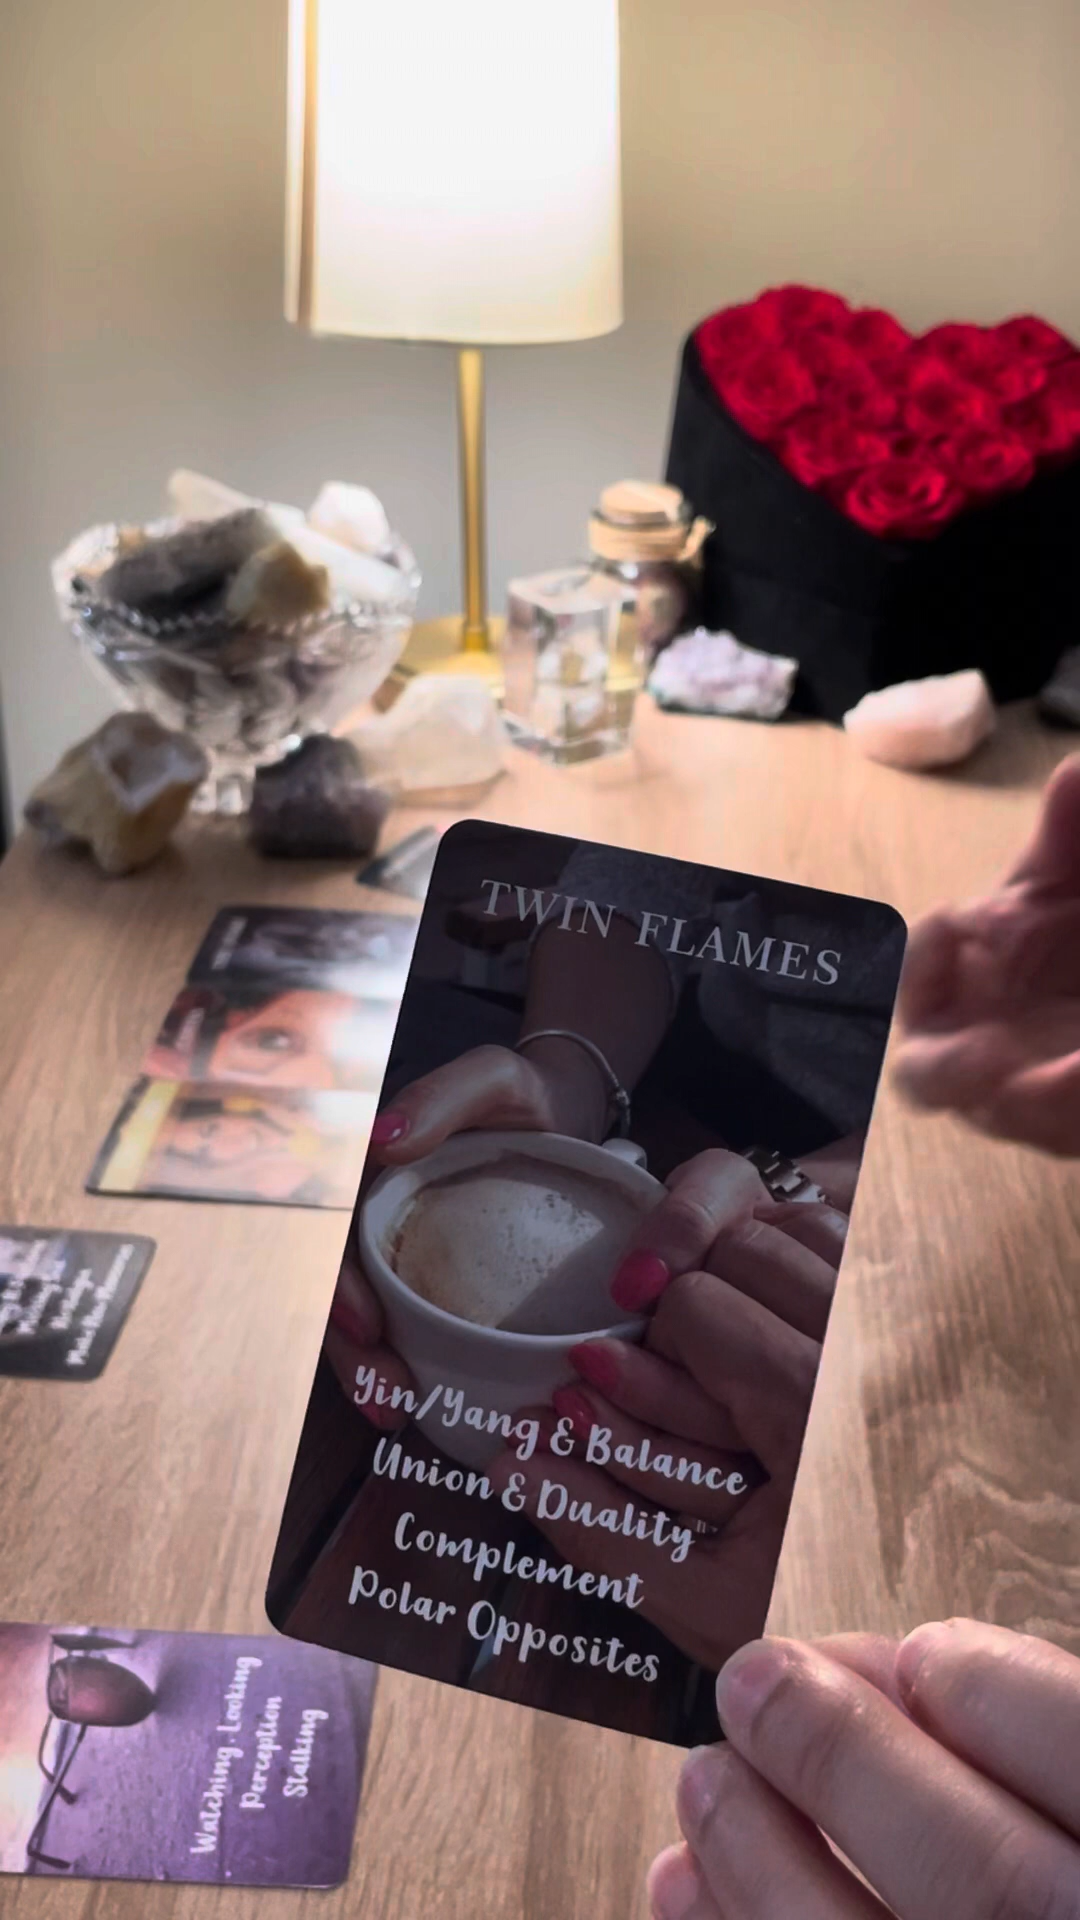 TWIN FLAMES
Yin/Yang & Balance
Union & Duality
Complement
Polar Opposites
Watching. Looking
Perception
Stalking